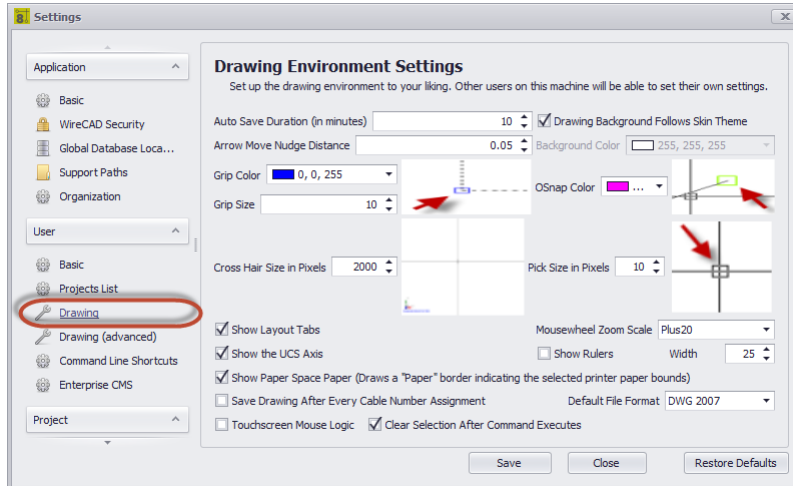 8 Settings
Application
Basic
WireCAD Security
Global Database Loca...
Support Paths
Organization
User
Basic
Projects List
Drawing
Drawing (advanced)
Command Line Shortcuts
Enterprise CMS
Project
Drawing Environment Settings
Set up the drawing environment to your liking. Other users on this machine will be able to set their own settings.
Auto Save Duration (in minutes) 10 Drawing Background Follows Skin Theme
Arrow Move Nudge Distance 0.05 Background Color 255, 255, 255
Grip Color 0, 0, 255
OSnap Color ...
Grip Size 10
Cross Hair Size in Pixels 2000 Pick Size in Pixels 10
Show Layout Tabs Mousewheel Zoom Scale Plus20
Show the UCS Axis Show Rulers Width 25
Show Paper Space Paper (Draws a "Paper" border indicating the selected printer paper bounds)
Save Drawing After Every Cable Number Assignment Default File Format DWG 2007
Touchscreen Mouse Logic Clear Selection After Command Executes
Save Close Restore Defaults